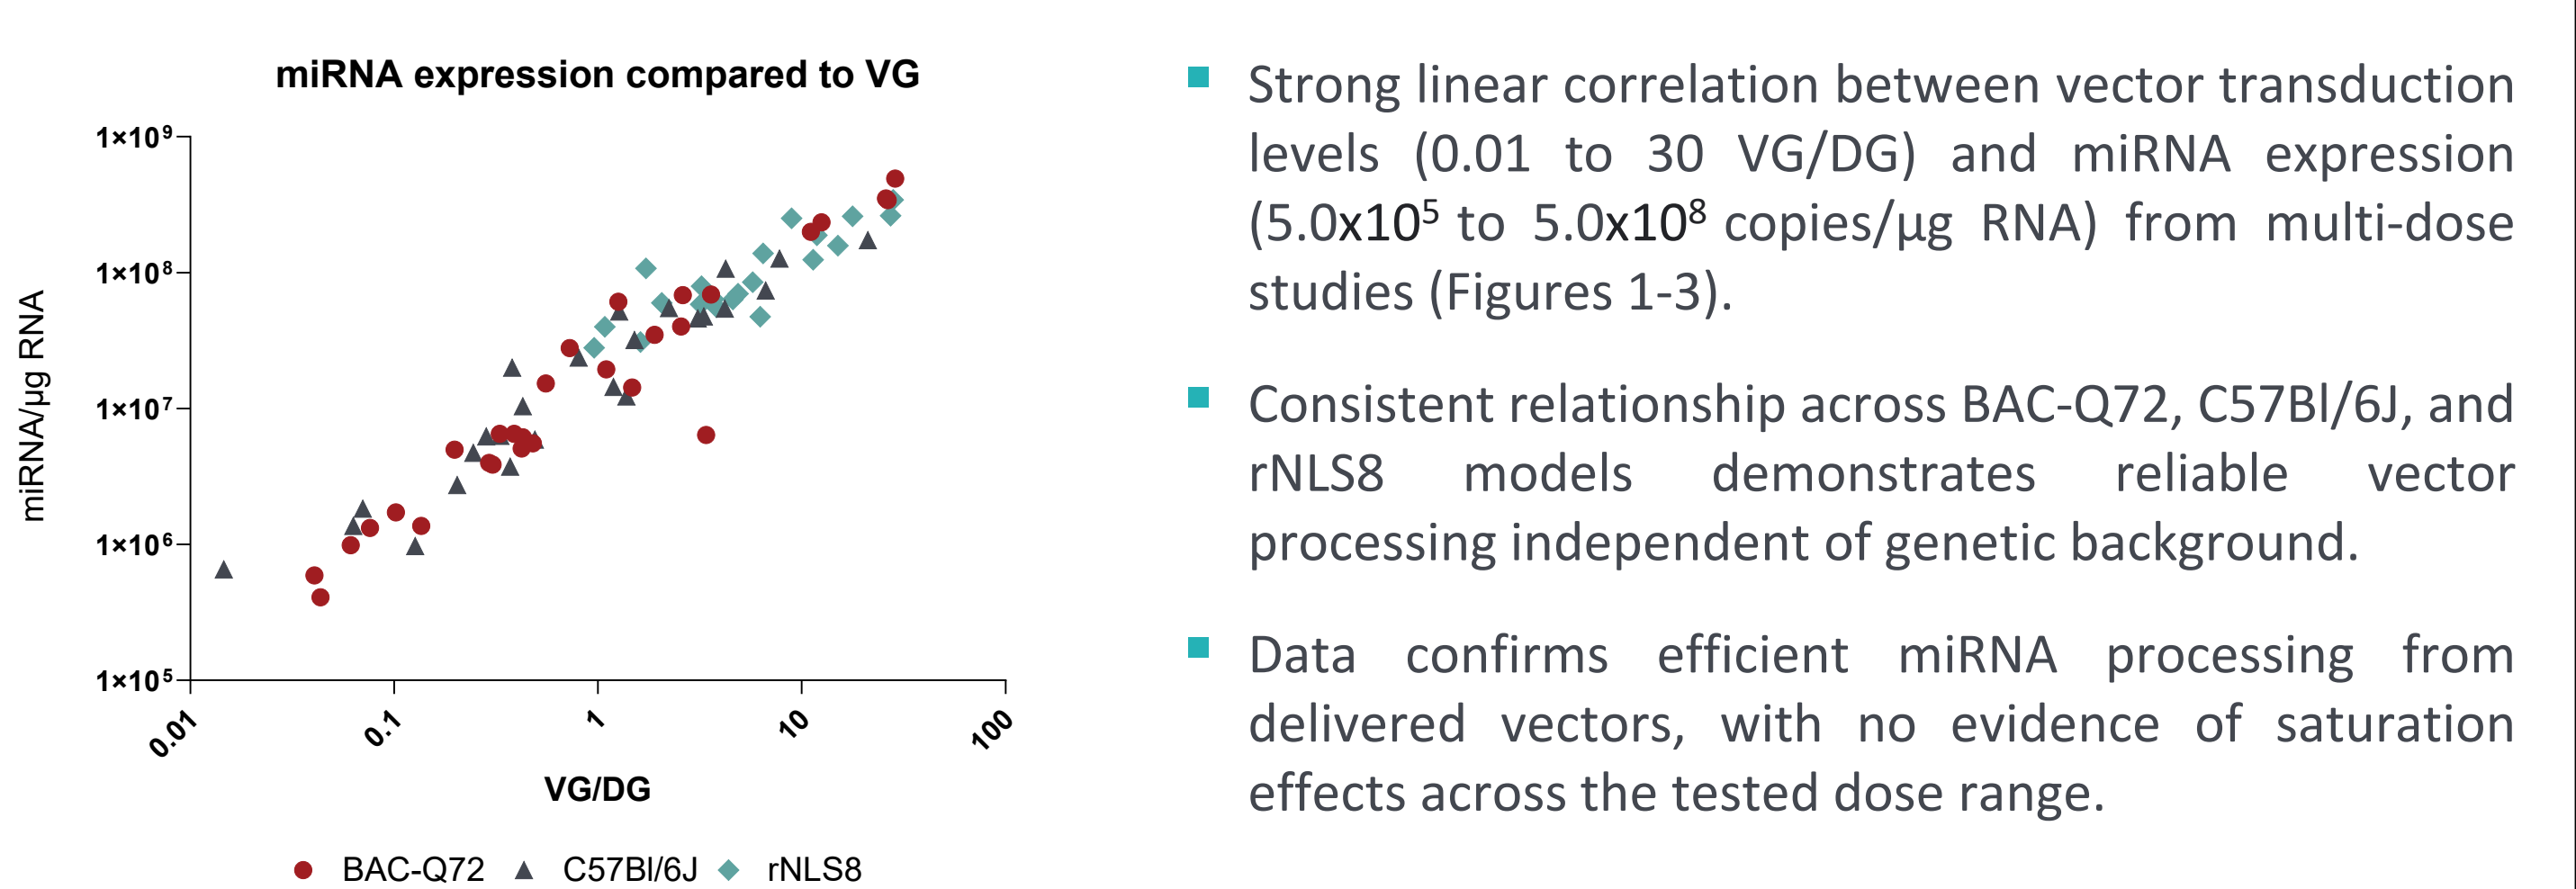 miRNA expression compared to VG
1×10⁹
1×10⁸
1×10⁷
1×10⁶
1×10⁵
miRNA/µg RNA
0.01
0.1
1
10
100
VG/DG
BAC-Q72
C57Bl/6J
rNLS8
Strong linear correlation between vector transduction
levels (0.01 to 30 VG/DG) and miRNA expression
(5.0x10⁵ to 5.0x10⁸ copies/µg RNA) from multi-dose
studies (Figures 1-3).
Consistent relationship across BAC-Q72, C57Bl/6J, and
rNLS8 models demonstrates reliable vector
processing independent of genetic background.
Data confirms efficient miRNA processing from
delivered vectors, with no evidence of saturation
effects across the tested dose range.